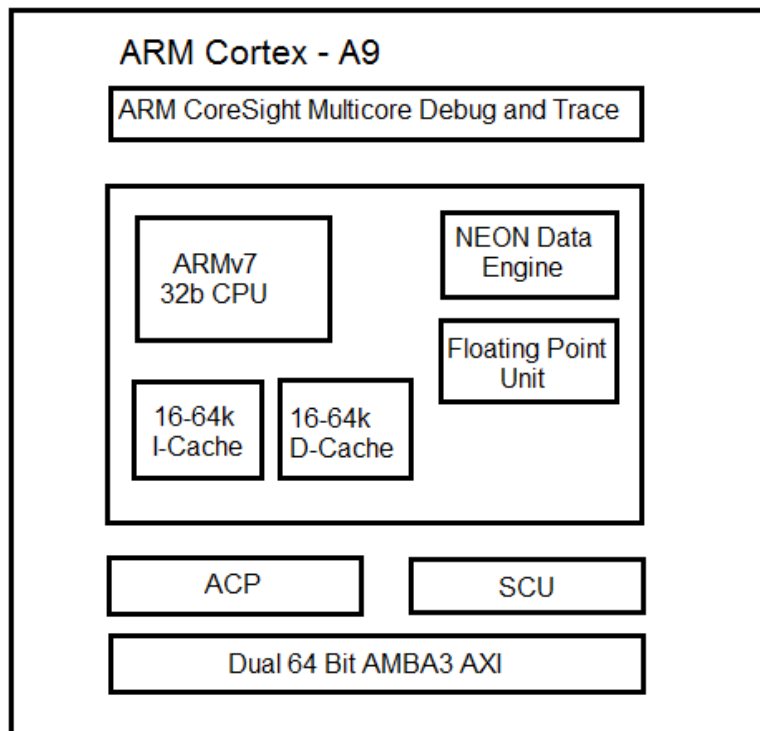 ARM Cortex - A9
ARM CoreSight Multicore Debug and Trace
ARMv7
32b CPU
NEON Data
Engine
Floating Point
Unit
16-64k
I-Cache
16-64k
D-Cache
ACP
SCU
Dual 64 Bit AMBA3 AXI